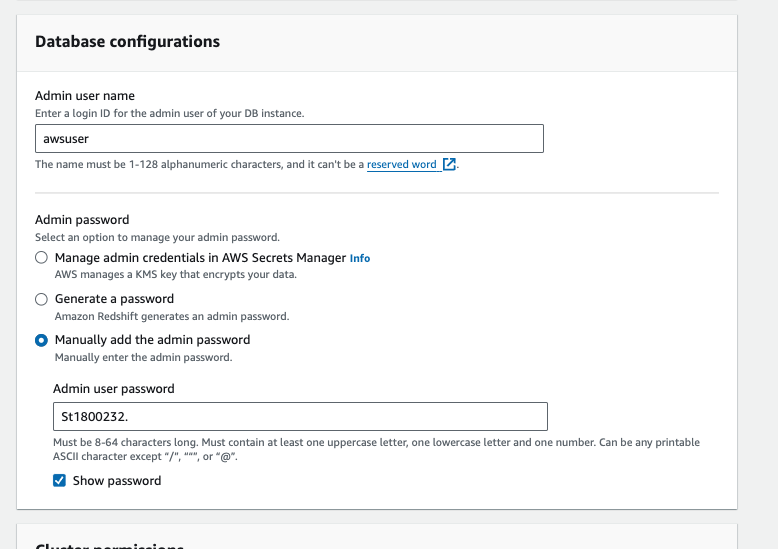 Database configurations
Admin user name
Enter a login ID for the admin user of your DB instance.
awsuser
The name must be 1-128 alphanumeric characters, and it can't be a reserved word .
Admin password
Select an option to manage your admin password.
Manage admin credentials in AWS Secrets Manager Info
AWS manages a KMS key that encrypts your data.
Generate a password
Amazon Redshift generates an admin password.
Manually add the admin password
Manually enter the admin password.
Admin user password
St1800232.
Must be 8-64 characters long. Must contain at least one uppercase letter, one lowercase letter and one number. Can be any printable
ASCII character except “/”, “"”, or “@”.
Show password
Cluster permissions